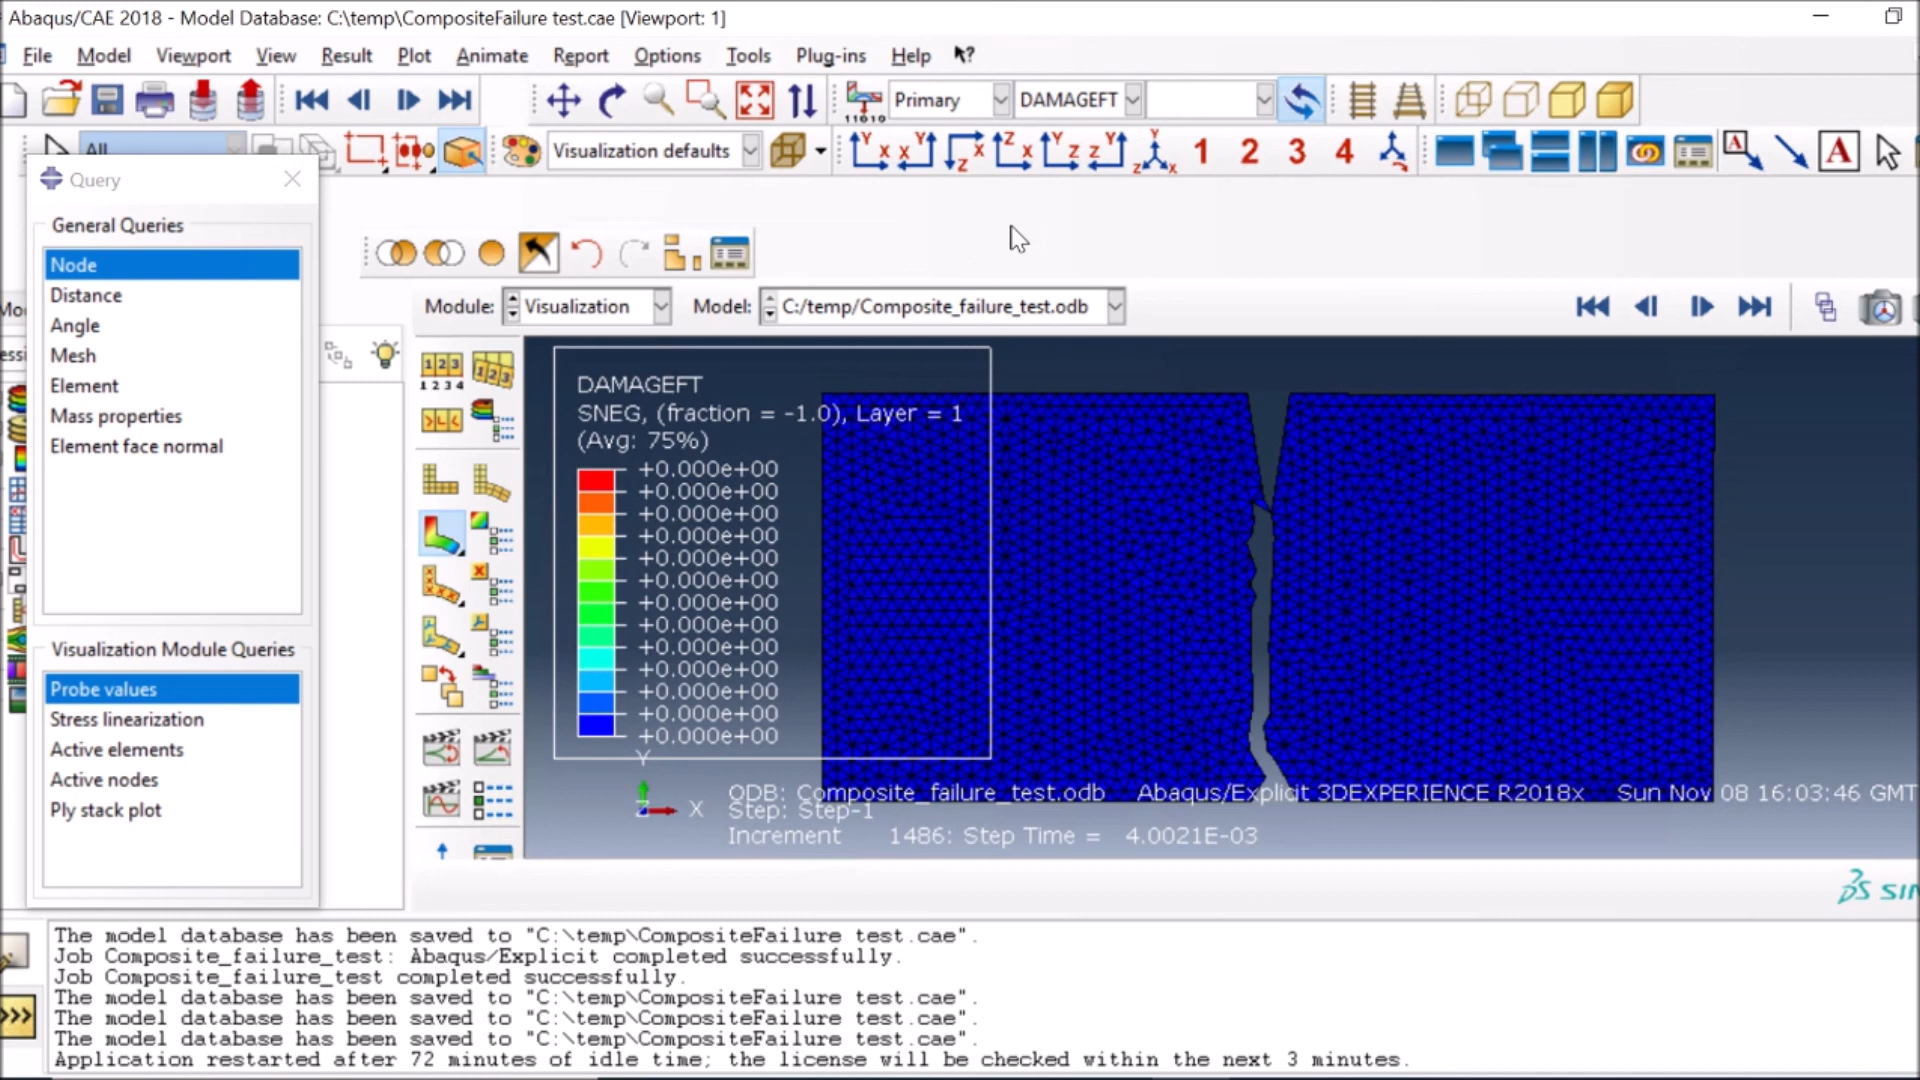 Abaqus/CAE 2018 - Model Database: C:\temp\CompositeFailure test.cae [Viewport: 1]
File Model Viewport View Result Plot Animate Report Options Tools Plug-ins Help
Primary DAMAGEFT
11010
All Visualization defaults
1 2 3 4
A
Query
General Queries
Node
Distance
Angle
Mesh
Element
Mass properties
Element face normal
Visualization Module Queries
Probe values
Stress linearization
Active elements
Active nodes
Ply stack plot
Module: Visualization Model: C:/temp/Composite_failure_test.odb
DAMAGEFT
SNEG, (fraction = -1.0), Layer = 1
(Avg: 75%)
+0.000e+00
+0.000e+00
+0.000e+00
+0.000e+00
+0.000e+00
+0.000e+00
+0.000e+00
+0.000e+00
+0.000e+00
+0.000e+00
+0.000e+00
+0.000e+00
+0.000e+00
Y
Z X
ODB: Composite_failure_test.odb Abaqus/Explicit 3DEXPERIENCE R2018x Sun Nov 08 16:03:46 GMT
Step: Step-1
Increment 1486: Step Time = 4.0021E-03
The model database has been saved to "C:\temp\CompositeFailure test.cae".
Job Composite_failure_test: Abaqus/Explicit completed successfully.
Job Composite_failure_test completed successfully.
The model database has been saved to "C:\temp\CompositeFailure test.cae".
The model database has been saved to "C:\temp\CompositeFailure test.cae".
The model database has been saved to "C:\temp\CompositeFailure test.cae".
Application restarted after 72 minutes of idle time; the license will be checked within the next 3 minutes.